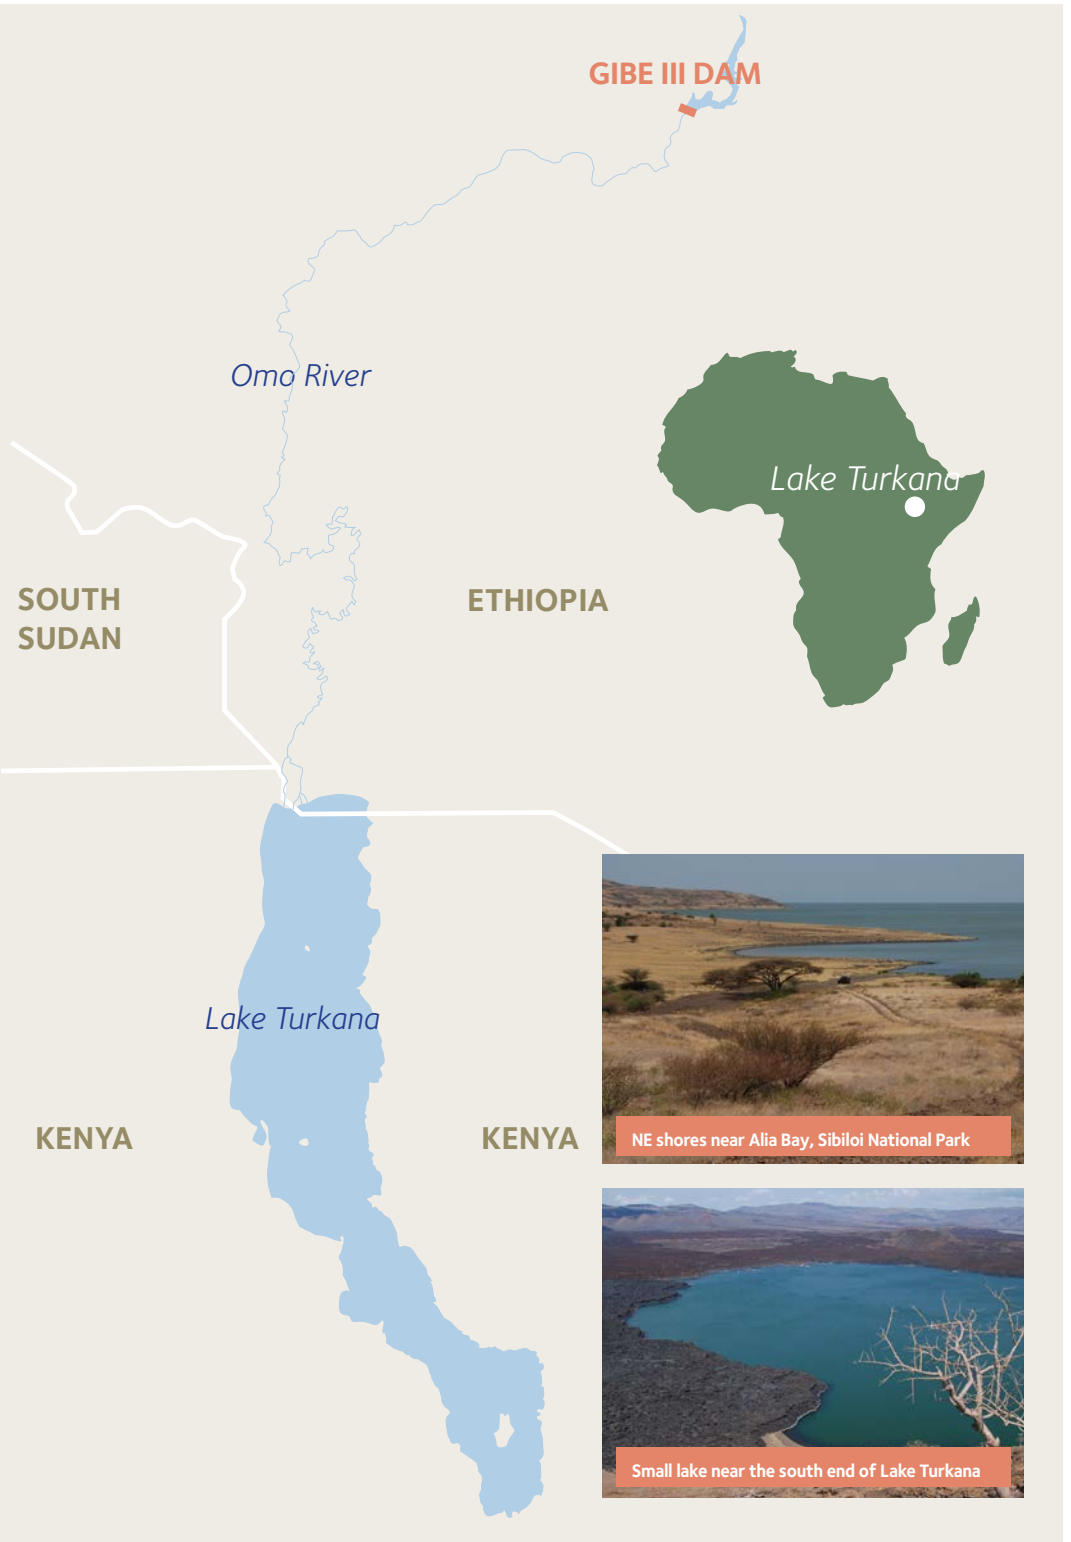 GIBE III DAM
Omo River
Lake Turkana
SOUTH
SUDAN
ETHIOPIA
Lake Turkana
KENYA
KENYA
NE shores near Alia Bay, Sibiloi National Park
Small lake near the south end of Lake Turkana